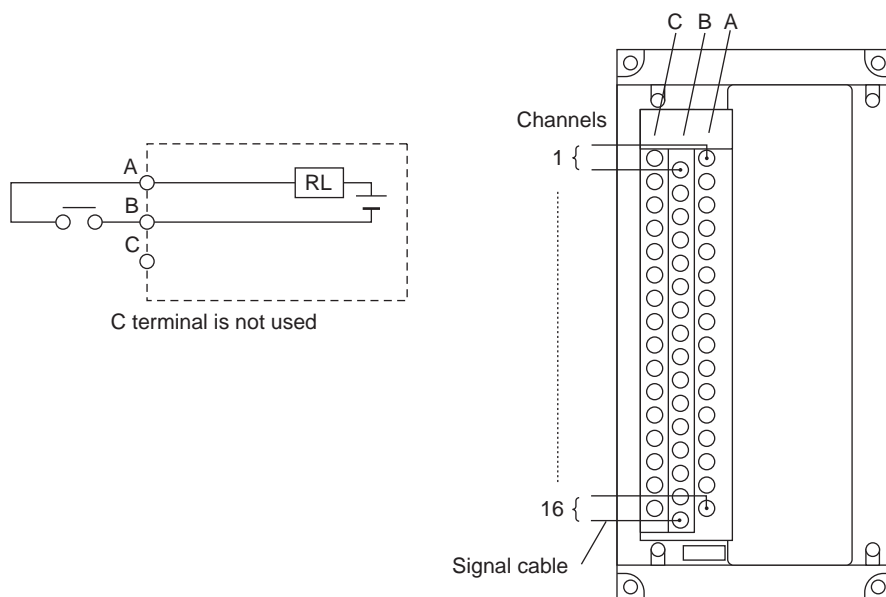 A
B
C
RL
C terminal is not used
C B A
Channels
1 {
16 {
Signal cable